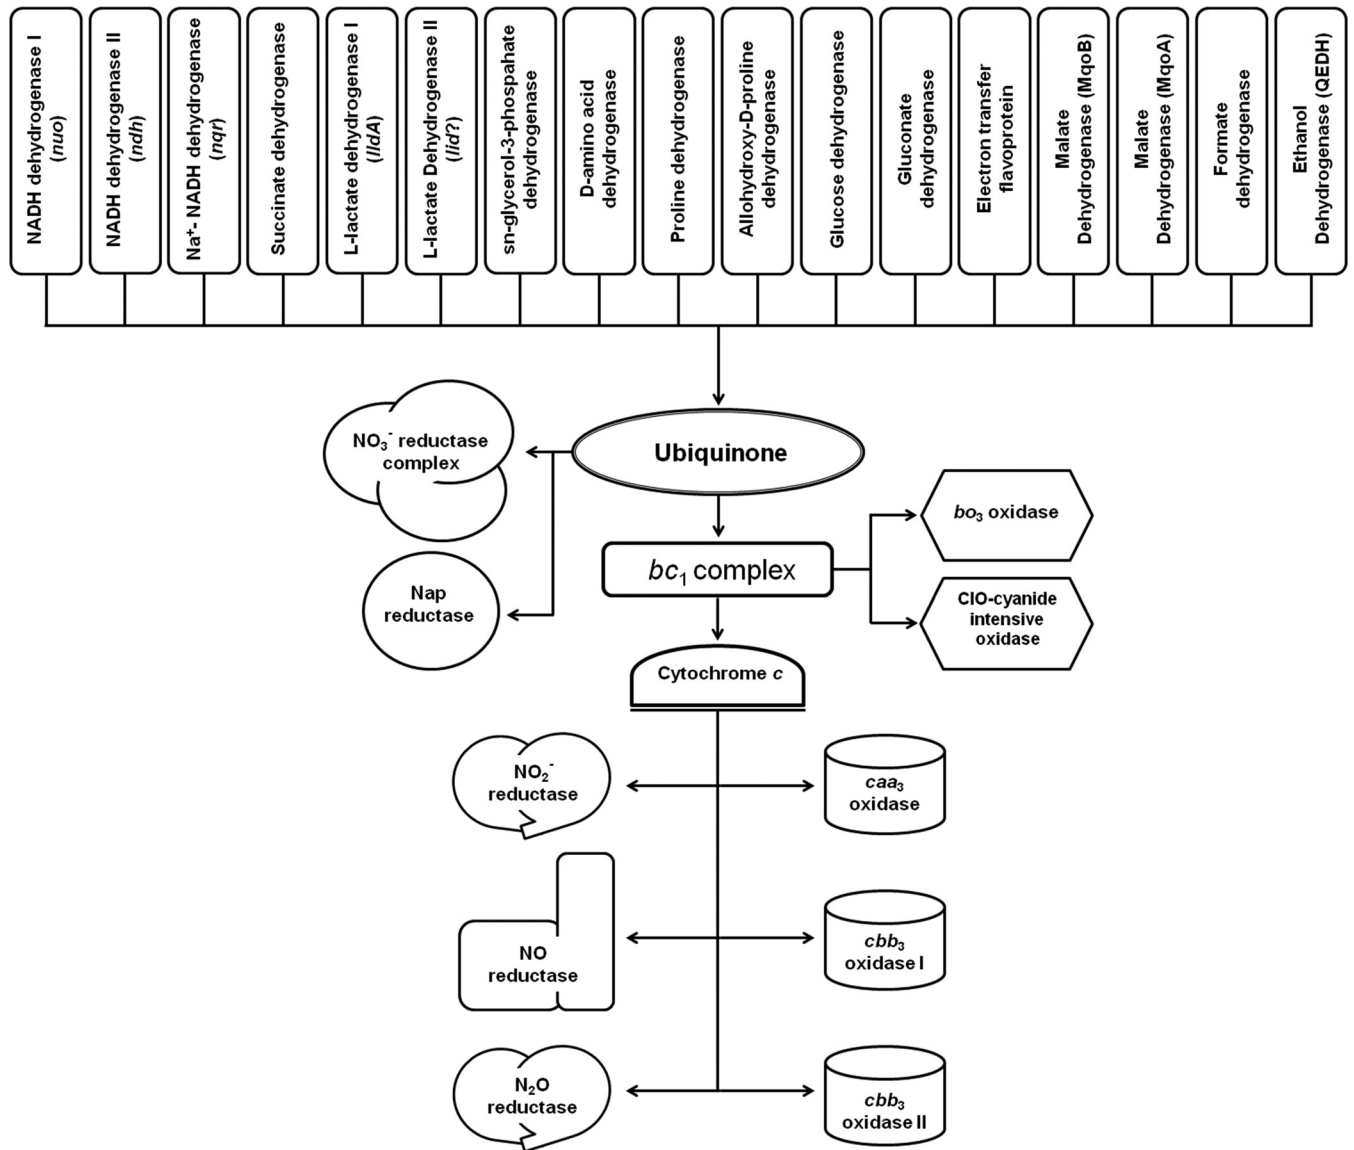 NADH dehydrogenase I
(nuo)
NADH dehydrogenase II
(ndh)
Na⁺- NADH dehydrogenase
(nqr)
Succinate dehydrogenase
L-lactate dehydrogenase I
(lldA)
L-lactate Dehydrogenase II
(lld?)
sn-glycerol-3-phospahate
dehydrogenase
D-amino acid
dehydrogenase
Proline dehydrogenase
Allohydroxy-D-proline
dehydrogenase
Glucose dehydrogenase
Gluconate
dehydrogenase
Electron transfer
flavoprotein
Malate
Dehydrogenase (MqoB)
Malate
Dehydrogenase (MqoA)
Formate
dehydrogenase
Ethanol
Dehydrogenase (QEDH)
NO₃⁻ reductase
complex
Ubiquinone
bo₃ oxidase
bc₁ complex
Nap
reductase
CIO-cyanide
intensive
oxidase
Cytochrome c
NO₂⁻
reductase
caa₃
oxidase
NO
reductase
cbb₃
oxidase I
N₂O
reductase
cbb₃
oxidase II